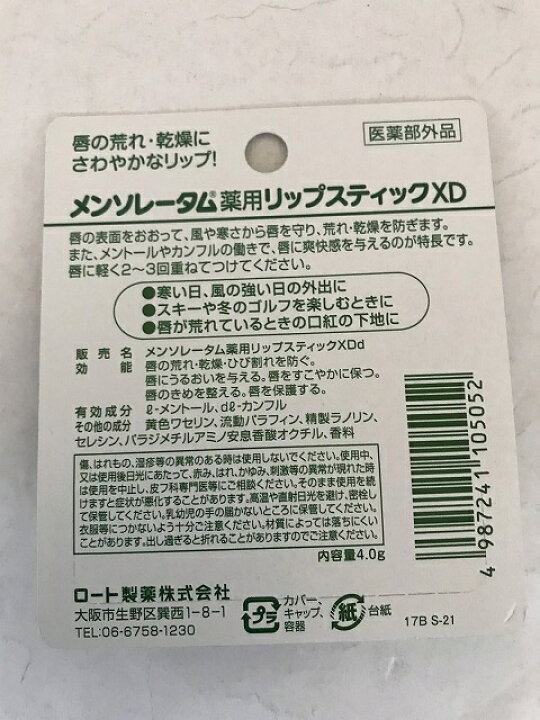 唇の荒れ・乾燥に
さわやかなリップ!
医薬部外品
メンソレータム®薬用リップスティックXD
唇の表面をおおって、風や寒さから唇を守り、荒れ・乾燥を防ぎます。
また、メントールやカンフルの働きで、唇に爽快感を与えるのが特長です。
唇に軽く2〜3回重ねてつけてください。
●寒い日、風の強い日の外出に
●スキーや冬のゴルフを楽しむときに
●唇が荒れているときの口紅の下地に
販売名 メンソレータム薬用リップスティックXDd
効能 唇の荒れ・乾燥・ひび割れを防ぐ。
唇にうるおいを与える。唇をすこやかに保つ。
唇のきめを整える。唇を保護する。
有効成分 ℓ-メントール、dℓ-カンフル
その他の成分 黄色ワセリン、流動パラフィン、精製ラノリン、
セレシン、パラジメチルアミノ安息香酸オクチル、香料
傷、はれもの、湿疹等の異常のある時は使用しないでください。使用中、
又は使用後日光にあたって、赤み、はれ、かゆみ、刺激等の異常が現れた時
は使用を中止し、皮フ科専門医等にご相談ください。そのまま使用を続
けますと症状が悪化することがあります。高温や直射日光を避け、密栓し
て保管してください。乳幼児の手の届かないところに保管してください。
衣服等につかないよう十分ご注意ください。材質によっては落ちにくい
ことがあります。出し過ぎると折れることがありますのでご注意ください。
内容量4.0g
4 987241 105052
ロート製薬株式会社
大阪市生野区巽西1-8-1
TEL:06-6758-1230
プラ
カバー、
キャップ、
容器
紙
台紙
17B S-21